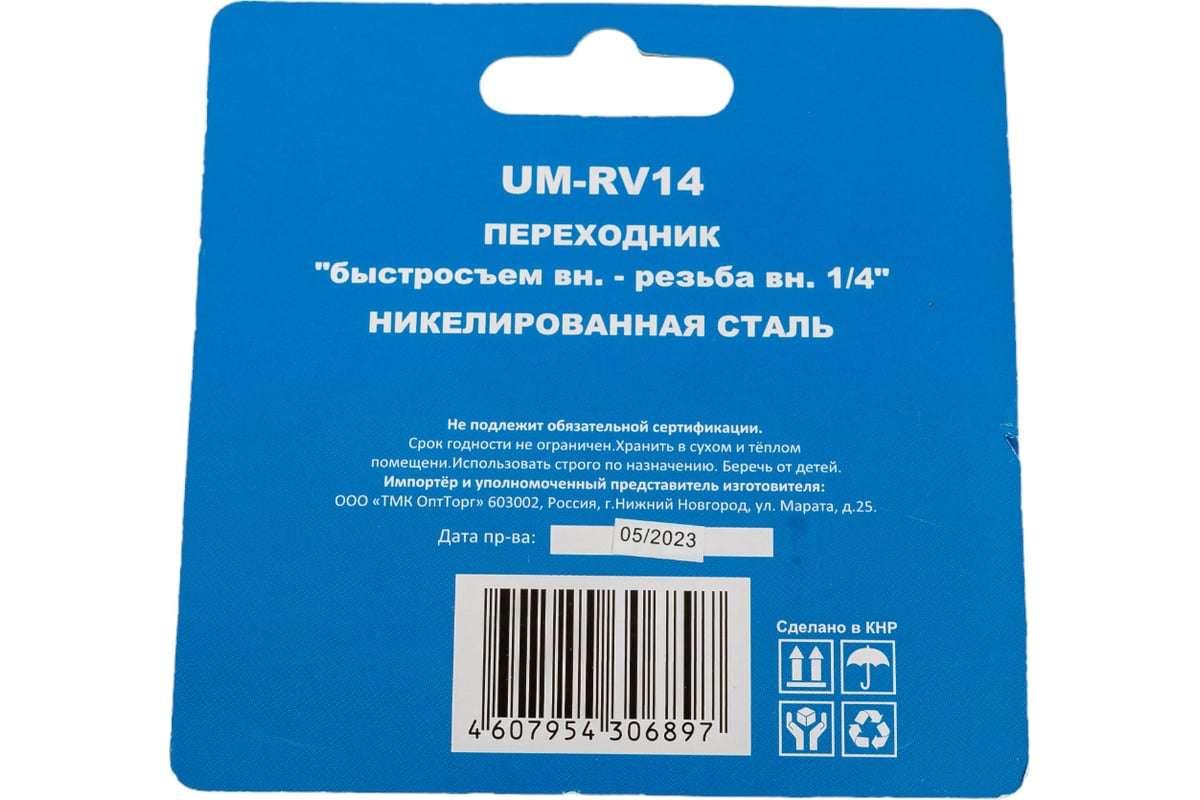 UM-RV14
ПЕРЕХОДНИК
"быстросъем вн. - резьба вн. 1/4"
НИКЕЛИРОВАННАЯ СТАЛЬ
Не подлежит обязательной сертификации.
Срок годности не ограничен.Хранить в сухом и тёплом
помещени.Использовать строго по назначению. Беречь от детей.
Импортёр и уполномоченный представитель изготовителя:
ООО «ТМК ОптТорг» 603002, Россия, г.Нижний Новгород, ул. Марата, д.25.
Дата пр-ва: 05/2023
Сделано в КНР
4 607954 306897